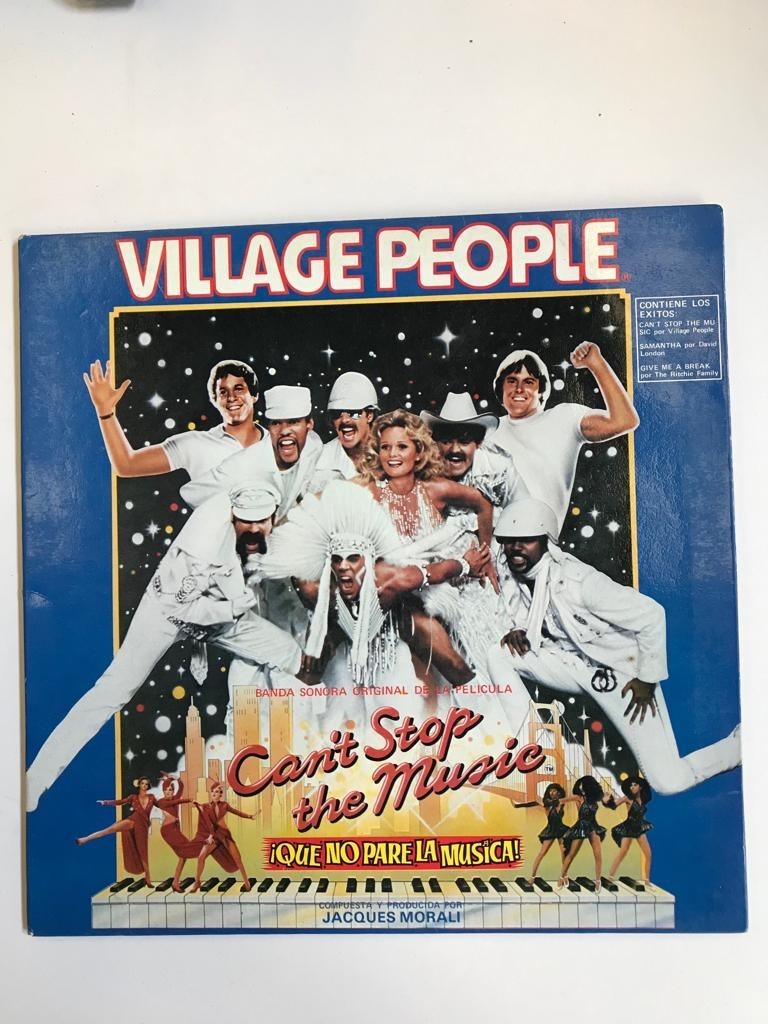 VILLAGE PEOPLE®
CONTIENE LOS
EXITOS:
CAN'T STOP THE MU
SIC por Village People
SAMANTHA por David
London
GIVE ME A BREAK
por The Ritchie Family
BANDA SONORA ORIGINAL DE LA PELICULA
Can't Stop
the Music™
¡QUE NO PARE LA MUSICA!
COMPUESTA Y PRODUCIDA POR
JACQUES MORALI